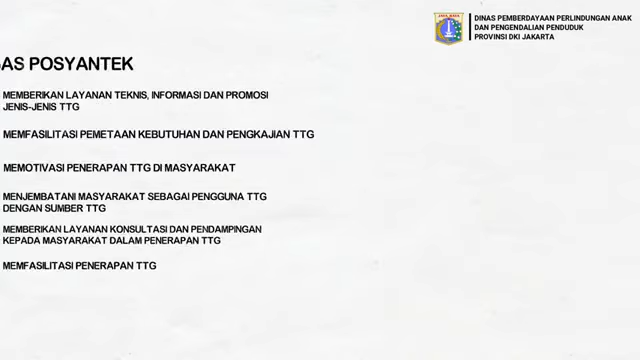 DINAS PEMBERDAYAAN PERLINDUNGAN ANAK
DAN PENGENDALIAN PENDUDUK
PROVINSI DKI JAKARTA
POSYANTEK
MEMBERIKAN LAYANAN TEKNIS, INFORMASI DAN PROMOSI
JENIS-JENIS TTG
MEMFASILITASI PEMETAAN KEBUTUHAN DAN PENGKAJIAN TTG
MEMOTIVASI PENERAPAN TTG DI MASYARAKAT
MENJEMBATANI MASYARAKAT SEBAGAI PENGGUNA TTG
DENGAN SUMBER TTG
MEMBERIKAN LAYANAN KONSULTASI DAN PENDAMPINGAN
KEPADA MASYARAKAT DALAM PENERAPAN TTG
MEMFASILITASI PENERAPAN TTG